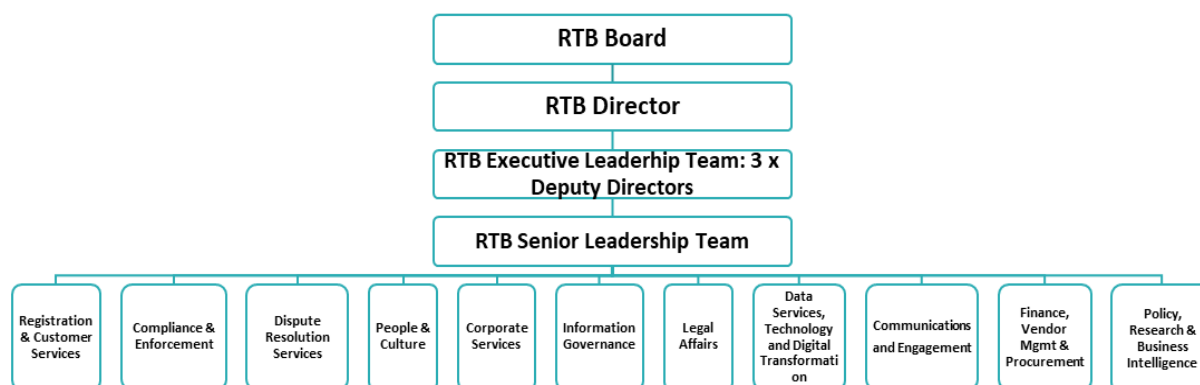 RTB Board
RTB Director
RTB Executive Leaderhip Team: 3 x
Deputy Directors
RTB Senior Leadership Team
Registration
& Customer
Services
Compliance &
Enforcement
Dispute
Resolution
Services
People &
Culture
Corporate
Services
Information
Governance
Legal
Affairs
Data
Services,
Technology
and Digital
Transformati
on
Communications
and Engagement
Finance,
Vendor
Mgmt &
Procurement
Policy,
Research &
Business
Intelligence